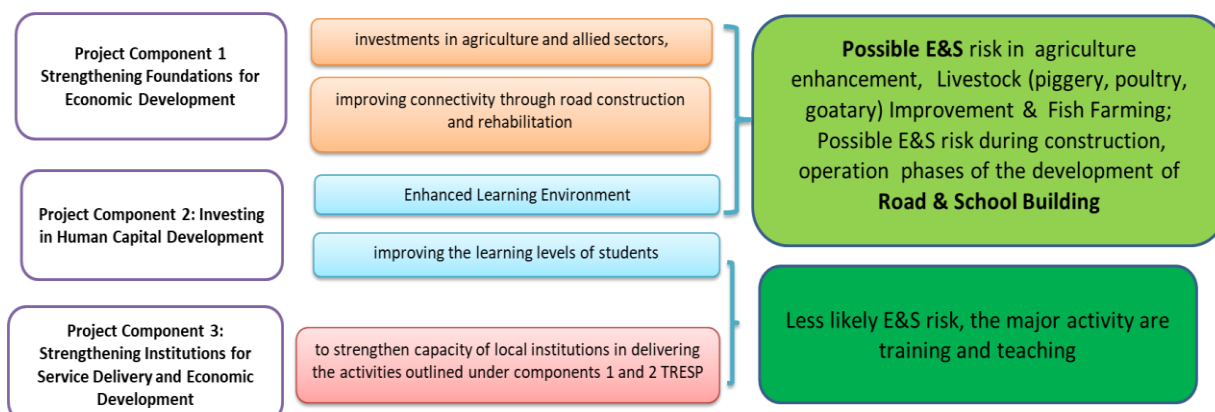 Project Component 1
Strengthening Foundations for
Economic Development
investments in agriculture and allied sectors,
improving connectivity through road construction
and rehabilitation
Possible E&S risk in agriculture
enhancement, Livestock (piggery, poultry,
goatary) Improvement & Fish Farming;
Possible E&S risk during construction,
operation phases of the development of
Road & School Building
Project Component 2: Investing
in Human Capital Development
Enhanced Learning Environment
improving the learning levels of students
Project Component 3:
Strengthening Institutions for
Service Delivery and Economic
Development
to strengthen capacity of local institutions in delivering
the activities outlined under components 1 and 2 TRESP
Less likely E&S risk, the major activity are
training and teaching